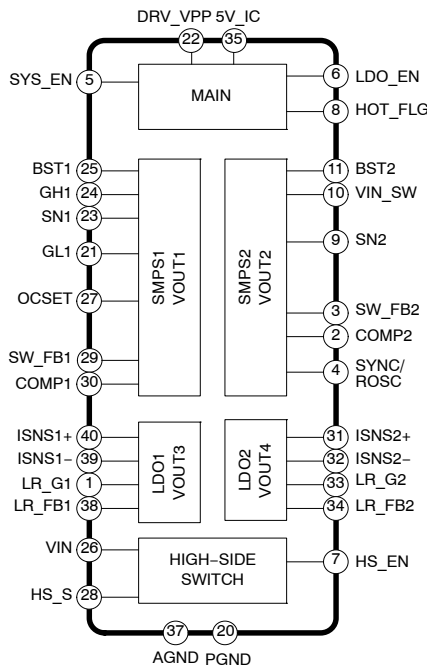 DRV_VPP 5V_IC
22 35
SYS_EN 5
MAIN
6 LDO_EN
8 HOT_FLG
BST1 25
GH1 24
SN1 23
GL1 21
OCSET 27
SW_FB1 29
COMP1 30
SMPS1
VOUT1
SMPS2
VOUT2
11 BST2
10 VIN_SW
9 SN2
3 SW_FB2
2 COMP2
4 SYNC/
ROSC
ISNS1+ 40
ISNS1− 39
LR_G1 1
LR_FB1 38
LDO1
VOUT3
LDO2
VOUT4
31 ISNS2+
32 ISNS2−
33 LR_G2
34 LR_FB2
VIN 26
HS_S 28
HIGH−SIDE
SWITCH
7 HS_EN
37 20
AGND PGND